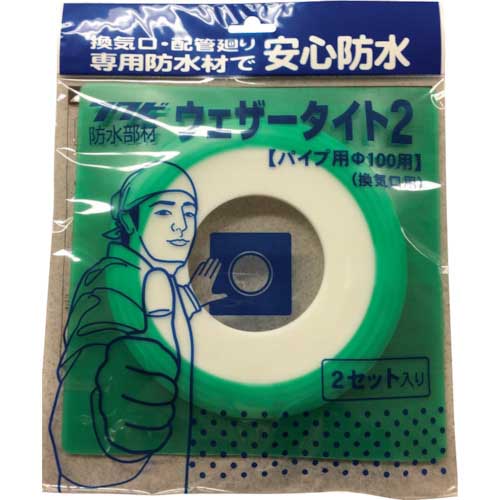 換気口・配管廻り
専用防水材で
安心防水
フクビ
防水部材
ウェザータイト2
【パイプ用Φ100用】
(換気口用)
2セット入り